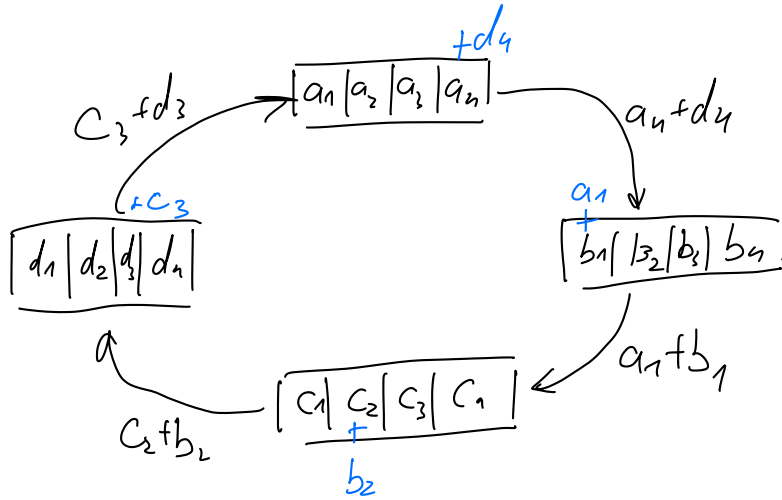 +d4
a1 | a2 | a3 | a4
c3+d3
a4+d4
+c3
a1
+
d1 | d2 | d3 | d4
b1 | b2 | b3 | b4
a1+b1
c1 | c2 | c3 | c4
+
c2+b2
b2